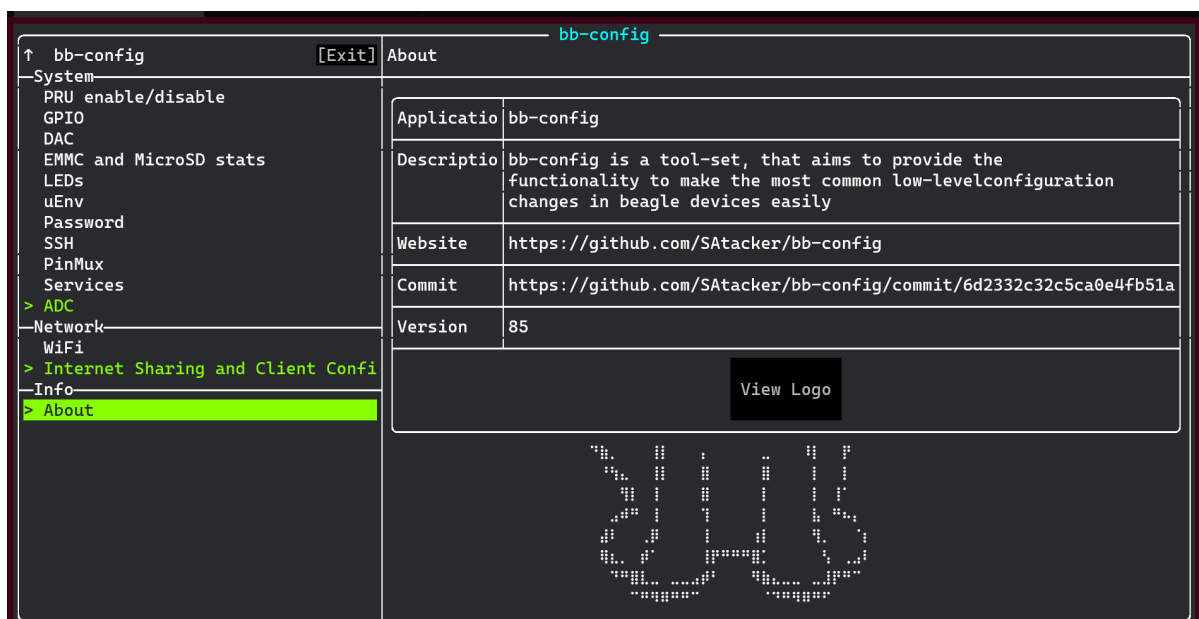 bb-config
↑ bb-config [Exit]
System
PRU enable/disable
GPIO
DAC
EMMC and MicroSD stats
LEDs
uEnv
Password
SSH
PinMux
Services
> ADC
Network
WiFi
> Internet Sharing and Client Confi
Info
> About
About
Applicatio bb-config
Descriptio bb-config is a tool-set, that aims to provide the
functionality to make the most common low-levelconfiguration
changes in beagle devices easily
Website https://github.com/SAtacker/bb-config
Commit https://github.com/SAtacker/bb-config/commit/6d2332c32c5ca0e4fb51a
Version 85
View Logo